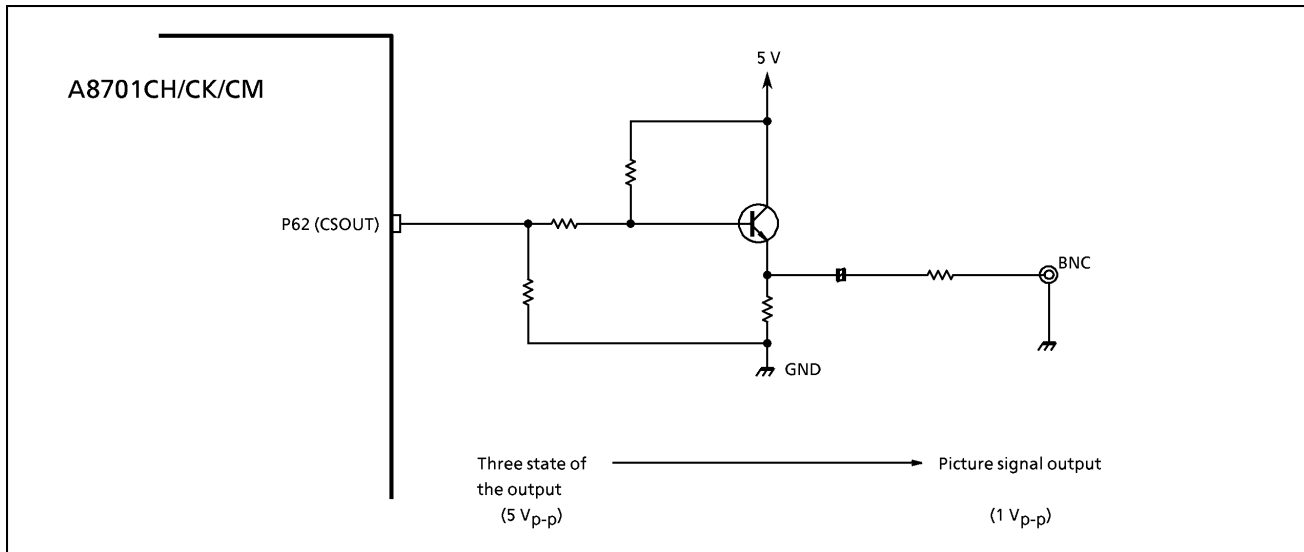 A8701CH/CK/CM
5 V
P62 (CSOUT)
BNC
GND
Three state of
the output
(5 Vp-p)
Picture signal output
(1 Vp-p)